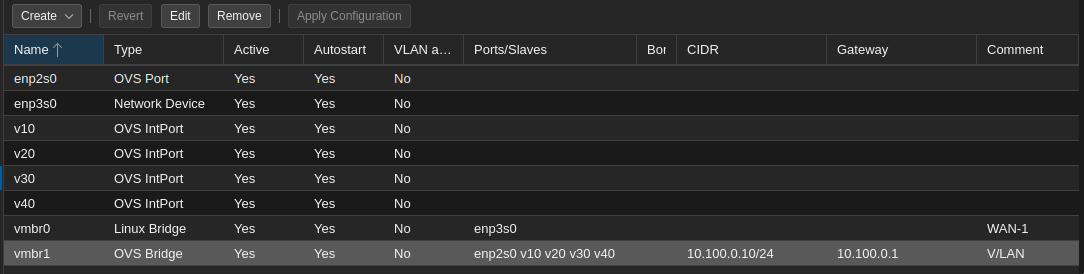 Create Revert Edit Remove Apply Configuration
Name Type Active Autostart VLAN a... Ports/Slaves Bor CIDR Gateway Comment
enp2s0 OVS Port Yes Yes No
enp3s0 Network Device Yes Yes No
v10 OVS IntPort Yes Yes No
v20 OVS IntPort Yes Yes No
v30 OVS IntPort Yes Yes No
v40 OVS IntPort Yes Yes No
vmbr0 Linux Bridge Yes Yes No enp3s0 WAN-1
vmbr1 OVS Bridge Yes Yes No enp2s0 v10 v20 v30 v40 10.100.0.10/24 10.100.0.1 V/LAN